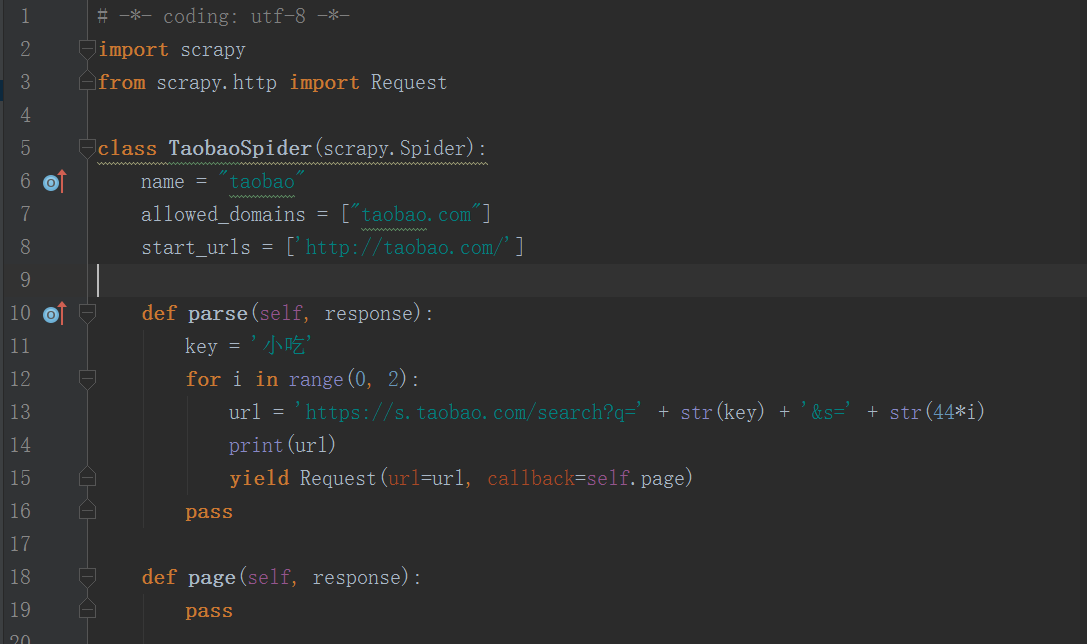 1 # -*- coding: utf-8 -*-
2 import scrapy
3 from scrapy.http import Request
4
5 class TaobaoSpider(scrapy.Spider):
6 name = "taobao"
7 allowed_domains = ["taobao.com"]
8 start_urls = ['http://taobao.com/']
9
10 def parse(self, response):
11 key = '小吃'
12 for i in range(0, 2):
13 url = 'https://s.taobao.com/search?q=' + str(key) + '&s=' + str(44*i)
14 print(url)
15 yield Request(url=url, callback=self.page)
16 pass
17
18 def page(self, response):
19 pass
20